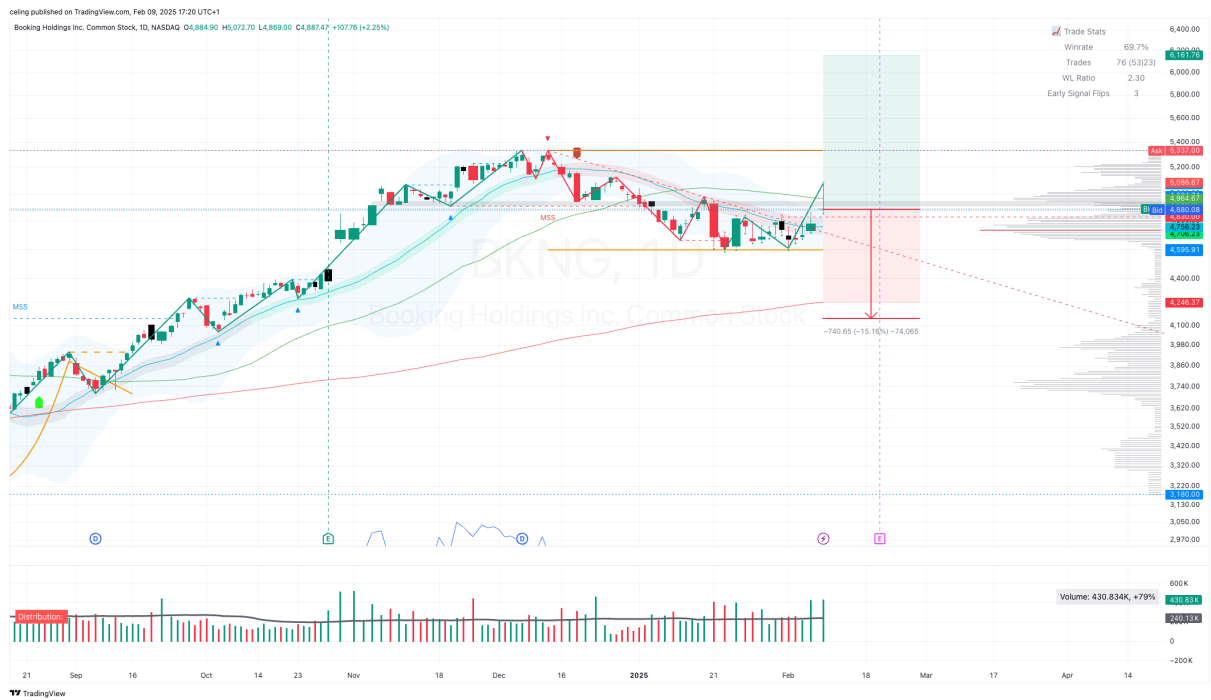 celing published on TradingView.com, Feb 09, 2025 17:20 UTC+1
Booking Holdings Inc. Common Stock, 1D, NASDAQ O4,884.90 H5,072.70 L4,869.00 C4,887.47 +107.76 (+2.25%)
Trade Stats
Winrate 69.7%
Trades 76 (53|23)
WL Ratio 2.30
Early Signal Flips 3
6,400.00
6,161.76
6,000.00
5,800.00
5,600.00
5,400.00
Ask 5,337.00
5,200.00
5,086.67
4,964.67
Bid 4,880.08
4,830.00
4,756.23
4,706.23
4,595.91
4,400.00
4,246.37
4,100.00
3,980.00
3,860.00
3,740.00
3,620.00
3,520.00
3,420.00
3,320.00
3,220.00
3,180.00
3,130.00
3,050.00
2,970.00
MSS
MSS
BKNG, 1D
Booking Holdings Inc. Common Stock
−740.65 (−15.16%) −74,065
D
E
D
E
Distribution:
Volume: 430.834K, +79%
600 K
430.83 K
240.13 K
0
−200 K
21 Sep 16 Oct 14 23 Nov 18 Dec 16 2025 21 Feb 18 Mar 18 Apr 14
TradingView